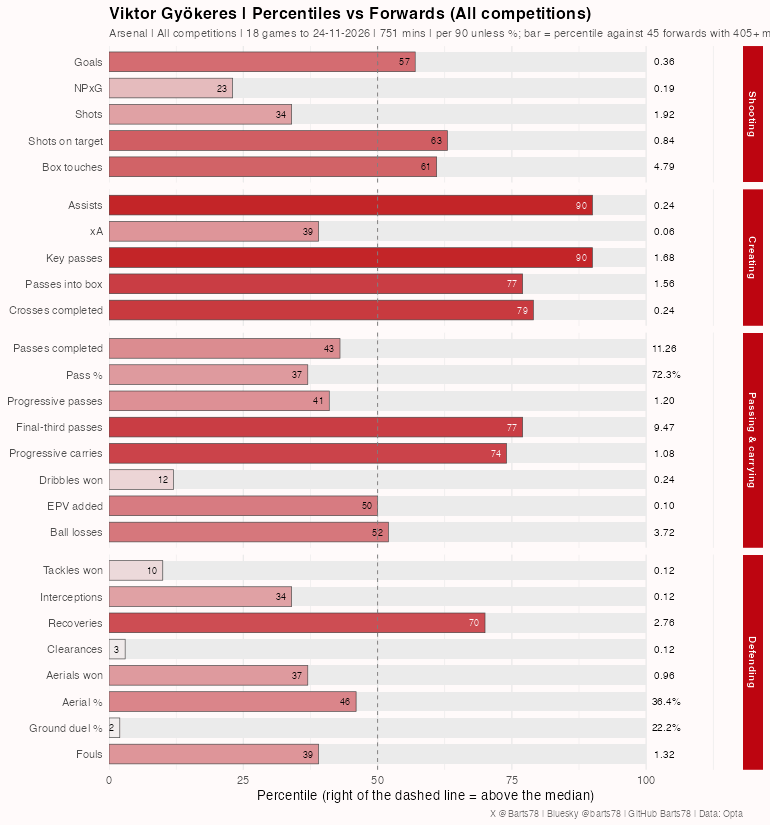 Viktor Gyökeres | Percentiles vs Forwards (All competitions)
Arsenal | All competitions | 18 games to 24-11-2026 | 751 mins | per 90 unless %; bar = percentile against 45 forwards with 405+ m
Goals 57 0.36
NPxG 23 0.19
Shots 34 1.92
Shots on target 63 0.84
Box touches 61 4.79
Shooting
Assists 90 0.24
xA 39 0.06
Key passes 90 1.68
Passes into box 77 1.56
Crosses completed 79 0.24
Creating
Passes completed 43 11.26
Pass % 37 72.3%
Progressive passes 41 1.20
Final-third passes 77 9.47
Progressive carries 74 1.08
Dribbles won 12 0.24
EPV added 50 0.10
Ball losses 52 3.72
Passing & carrying
Tackles won 10 0.12
Interceptions 34 0.12
Recoveries 70 2.76
Clearances 3 0.12
Aerials won 37 0.96
Aerial % 46 36.4%
Ground duel % 2 22.2%
Fouls 39 1.32
Defending
0 25 50 75 100
Percentile (right of the dashed line = above the median)
X @Barts78 | Bluesky @barts78 | GitHub Barts78 | Data: Opta